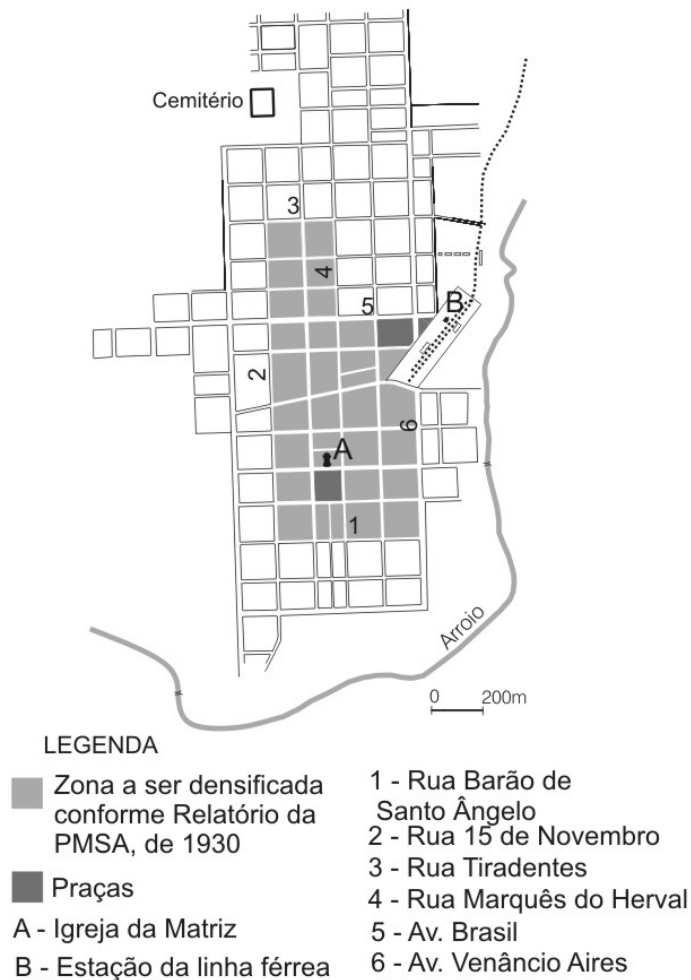 Cemitério
3
4
5
B
2
6
A
1
Arroio
0 200m
LEGENDA
Zona a ser densificada
conforme Relatório da
PMSA, de 1930
Praças
A - Igreja da Matriz
B - Estação da linha férrea
1 - Rua Barão de
Santo Ângelo
2 - Rua 15 de Novembro
3 - Rua Tiradentes
4 - Rua Marquês do Herval
5 - Av. Brasil
6 - Av. Venâncio Aires